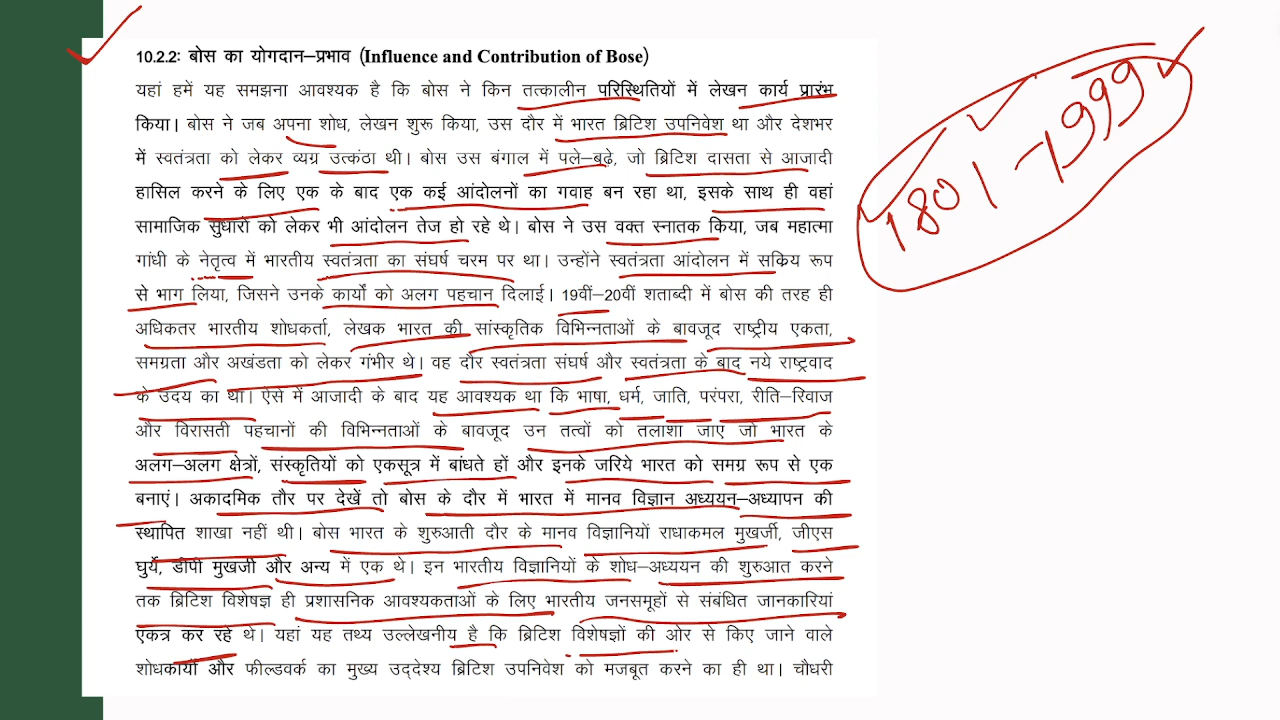 10.2.2: बोस का योगदान–प्रभाव (Influence and Contribution of Bose)
यहां हमें यह समझना आवश्यक है कि बोस ने किन तत्कालीन परिस्थितियों में लेखन कार्य प्रारंभ
किया। बोस ने जब अपना शोध, लेखन शुरू किया, उस दौर में भारत ब्रिटिश उपनिवेश था और देशभर
में स्वतंत्रता को लेकर व्यग्र उत्कंठा थी। बोस उस बंगाल में पले–बढ़े, जो ब्रिटिश दासता से आजादी
हासिल करने के लिए एक के बाद एक कई आंदोलनों का गवाह बन रहा था, इसके साथ ही वहां
सामाजिक सुधारों को लेकर भी आंदोलन तेज हो रहे थे। बोस ने उस वक्त स्नातक किया, जब महात्मा
गांधी के नेतृत्व में भारतीय स्वतंत्रता का संघर्ष चरम पर था। उन्होंने स्वतंत्रता आंदोलन में सक्रिय रूप
से भाग लिया, जिसने उनके कार्यों को अलग पहचान दिलाई। 19वीं–20वीं शताब्दी में बोस की तरह ही
अधिकतर भारतीय शोधकर्ता, लेखक भारत की सांस्कृतिक विभिन्नताओं के बावजूद राष्ट्रीय एकता,
समग्रता और अखंडता को लेकर गंभीर थे। वह दौर स्वतंत्रता संघर्ष और स्वतंत्रता के बाद नये राष्ट्रवाद
के उदय का था। ऐसे में आजादी के बाद यह आवश्यक था कि भाषा, धर्म, जाति, परंपरा, रीति–रिवाज
और विरासती पहचानों की विभिन्नताओं के बावजूद उन तत्वों को तलाशा जाए जो भारत के
अलग–अलग क्षेत्रों, संस्कृतियों को एकसूत्र में बांधते हों और इनके जरिये भारत को समग्र रूप से एक
बनाएं। अकादमिक तौर पर देखें तो बोस के दौर में भारत में मानव विज्ञान अध्ययन–अध्यापन की
स्थापित शाखा नहीं थी। बोस भारत के शुरुआती दौर के मानव विज्ञानियों राधाकमल मुखर्जी, जीएस
घुर्ये, डीपी मुखर्जी और अन्य में एक थे। इन भारतीय विज्ञानियों के शोध–अध्ययन की शुरुआत करने
तक ब्रिटिश विशेषज्ञ ही प्रशासनिक आवश्यकताओं के लिए भारतीय जनसमूहों से संबंधित जानकारियां
एकत्र कर रहे थे। यहां यह तथ्य उल्लेखनीय है कि ब्रिटिश विशेषज्ञों की ओर से किए जाने वाले
शोधकार्यों और फील्डवर्क का मुख्य उद्देश्य ब्रिटिश उपनिवेश को मजबूत करने का ही था। चौधरी
1801-1999